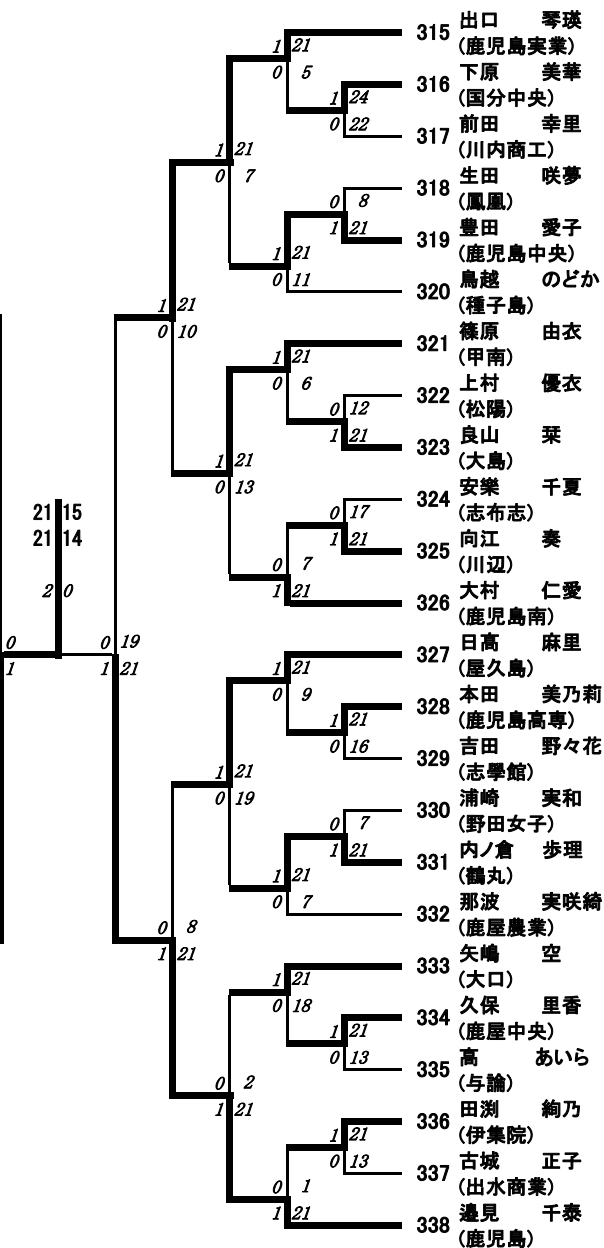 315 出口 琴瑛
(鹿児島実業)
1 21
0 5
316 下原 美華
(国分中央)
1 24
0 22
317 前田 幸里
(川内商工)
1 21
0 7
318 生田 咲夢
(鳳凰)
0 8
1 21
319 豊田 愛子
(鹿児島中央)
1 21
0 11
320 鳥越 のどか
(種子島)
1 21
0 10
321 篠原 由衣
(甲南)
1 21
0 6
322 上村 優衣
(松陽)
0 12
1 21
323 良山 栞
(大島)
1 21
0 13
324 安樂 千夏
(志布志)
0 17
1 21
325 向江 奏
(川辺)
0 7
1 21
326 大村 仁愛
(鹿児島南)
21 15
21 14
2 0
0
1
0 19
1 21
327 日高 麻里
(屋久島)
1 21
0 9
328 本田 美乃莉
(鹿児島高専)
1 21
0 16
329 吉田 野々花
(志學館)
1 21
0 19
330 浦崎 実和
(野田女子)
0 7
1 21
331 内ノ倉 歩理
(鶴丸)
1 21
0 7
332 那波 実咲綺
(鹿屋農業)
0 8
1 21
333 矢嶋 空
(大口)
1 21
0 18
334 久保 里香
(鹿屋中央)
1 21
0 13
335 高 あいら
(与論)
0 2
1 21
336 田渕 絢乃
(伊集院)
1 21
0 13
337 古城 正子
(出水商業)
0 1
1 21
338 邉見 千泰
(鹿児島)